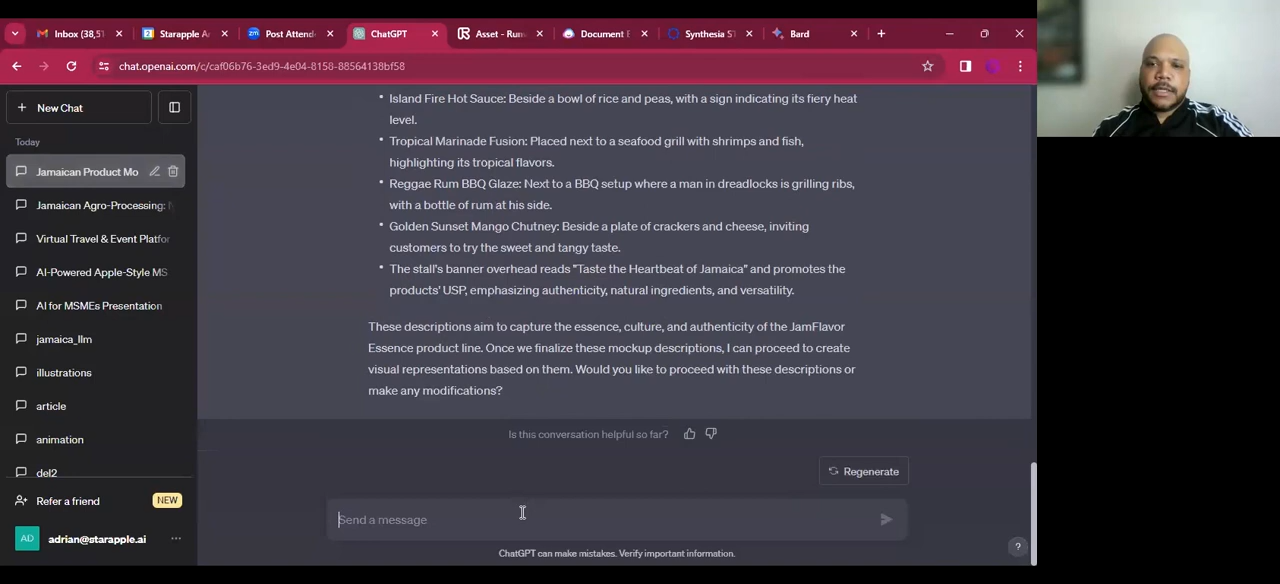 Inbox (38,5
Starapple A
Post Attend
ChatGPT
Asset - Run
Document E
Synthesia ST
Bard
chat.openai.com/c/caf06b76-3ed9-4e04-8158-88564138bf58
New Chat
Today
Jamaican Product Mo
Jamaican Agro-Processing:
Virtual Travel & Event Platfor
AI-Powered Apple-Style MS
AI for MSMEs Presentation
jamaica_llm
illustrations
article
animation
del2
Refer a friend
NEW
AD
adrian@starapple.ai
• Island Fire Hot Sauce: Beside a bowl of rice and peas, with a sign indicating its fiery heat
level.
• Tropical Marinade Fusion: Placed next to a seafood grill with shrimps and fish,
highlighting its tropical flavors.
• Reggae Rum BBQ Glaze: Next to a BBQ setup where a man in dreadlocks is grilling ribs,
with a bottle of rum at his side.
• Golden Sunset Mango Chutney: Beside a plate of crackers and cheese, inviting
customers to try the sweet and tangy taste.
• The stall's banner overhead reads "Taste the Heartbeat of Jamaica" and promotes the
products' USP, emphasizing authenticity, natural ingredients, and versatility.
These descriptions aim to capture the essence, culture, and authenticity of the JamFlavor
Essence product line. Once we finalize these mockup descriptions, I can proceed to create
visual representations based on them. Would you like to proceed with these descriptions or
make any modifications?
Is this conversation helpful so far?
Regenerate
Send a message
ChatGPT can make mistakes. Verify important information.
?